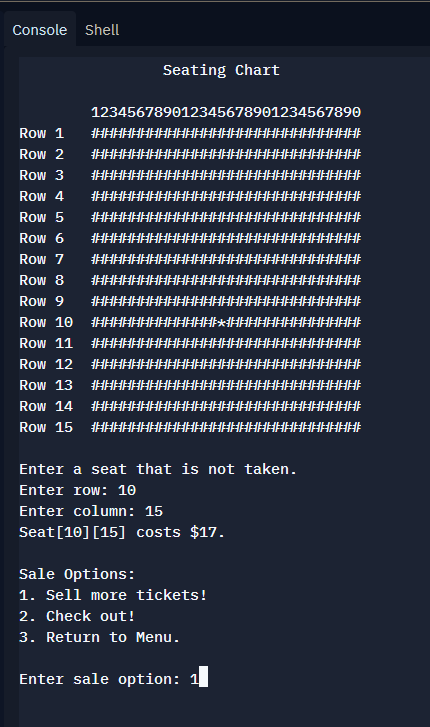 Console Shell
Seating Chart
123456789012345678901234567890
Row 1 ##############################
Row 2 ##############################
Row 3 ##############################
Row 4 ##############################
Row 5 ##############################
Row 6 ##############################
Row 7 ##############################
Row 8 ##############################
Row 9 ##############################
Row 10 ##############*###############
Row 11 ##############################
Row 12 ##############################
Row 13 ##############################
Row 14 ##############################
Row 15 ##############################
Enter a seat that is not taken.
Enter row: 10
Enter column: 15
Seat[10][15] costs $17.
Sale Options:
1. Sell more tickets!
2. Check out!
3. Return to Menu.
Enter sale option: 1